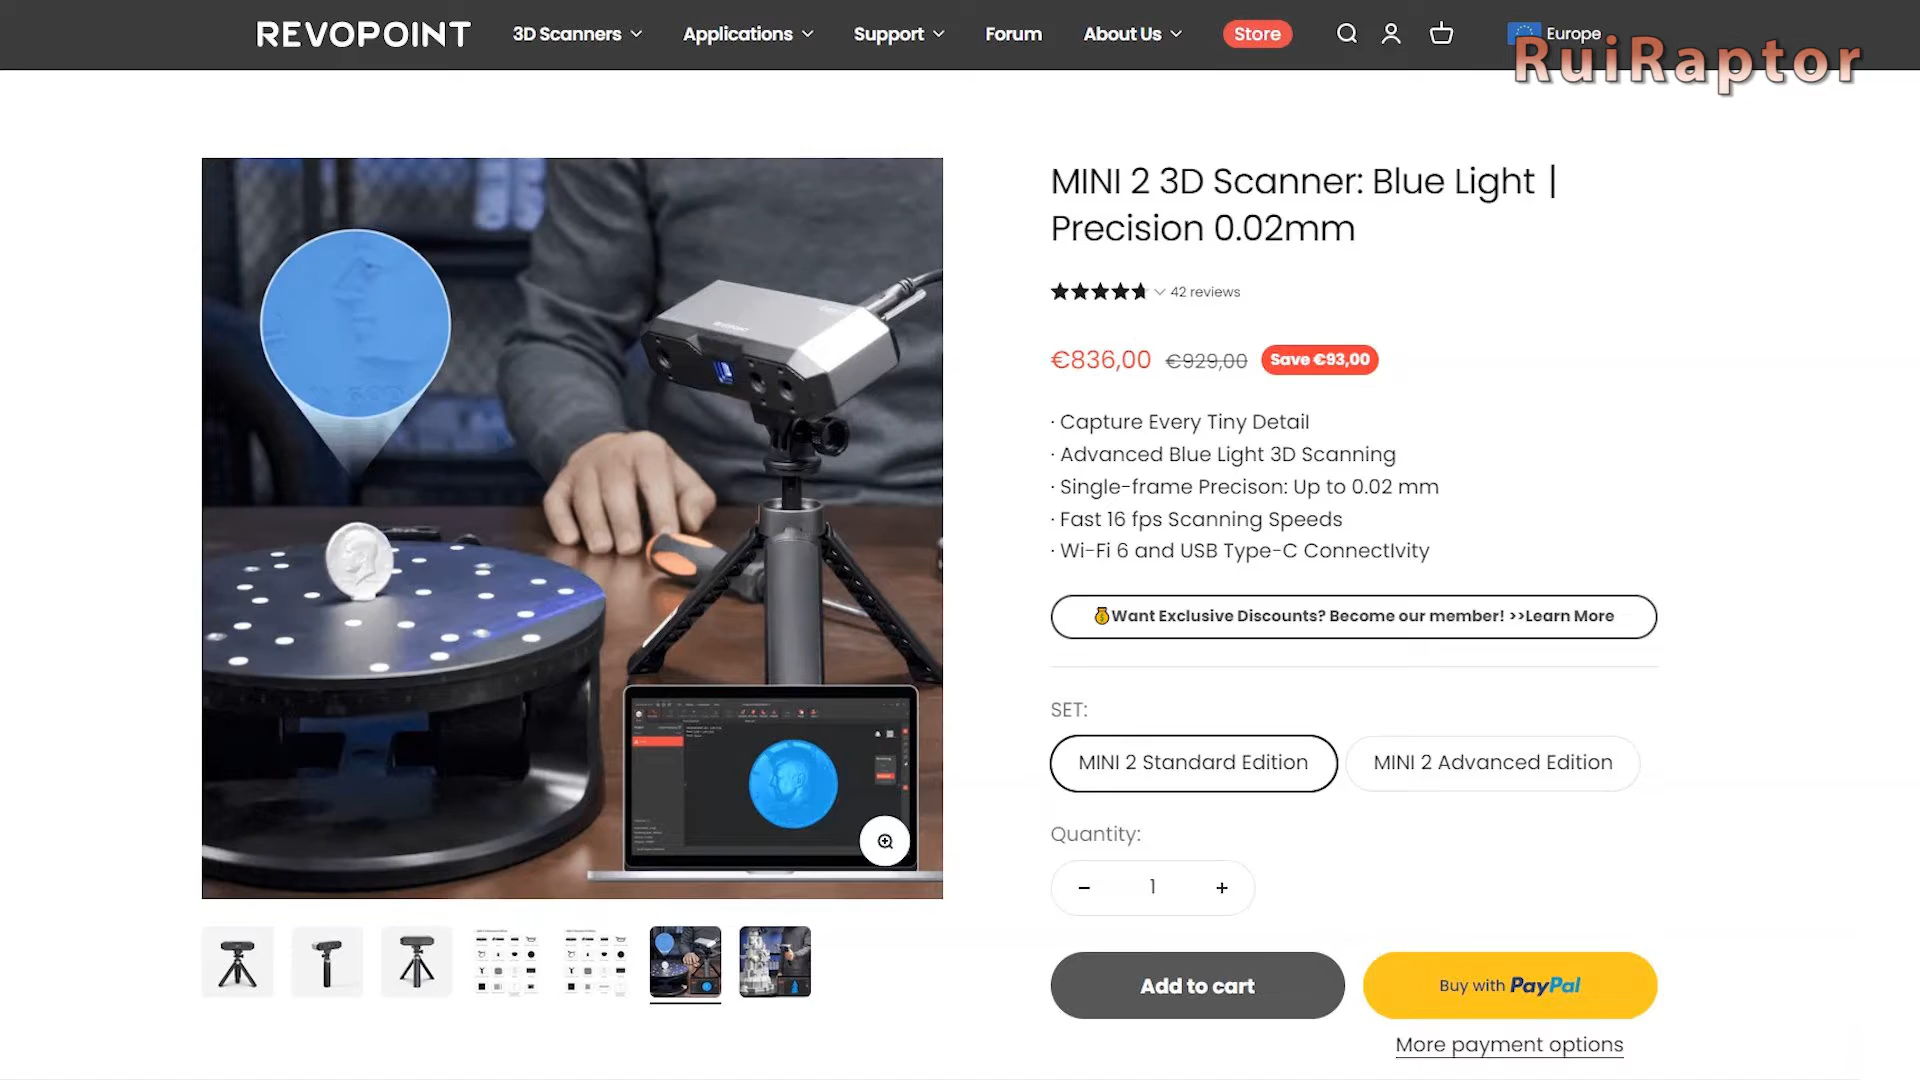 REVOPOINT
3D Scanners
Applications
Support
Forum
About Us
Store
Europe
RuiRaptor
MINI 2 3D Scanner: Blue Light |
Precision 0.02mm
42 reviews
€836,00 €929,00 Save €93,00
· Capture Every Tiny Detail
· Advanced Blue Light 3D Scanning
· Single-frame Precison: Up to 0.02 mm
· Fast 16 fps Scanning Speeds
· Wi-Fi 6 and USB Type-C Connectlvity
Want Exclusive Discounts? Become our member! >>Learn More
SET:
MINI 2 Standard Edition
MINI 2 Advanced Edition
Quantity:
− 1 +
Add to cart
Buy with PayPal
More payment options